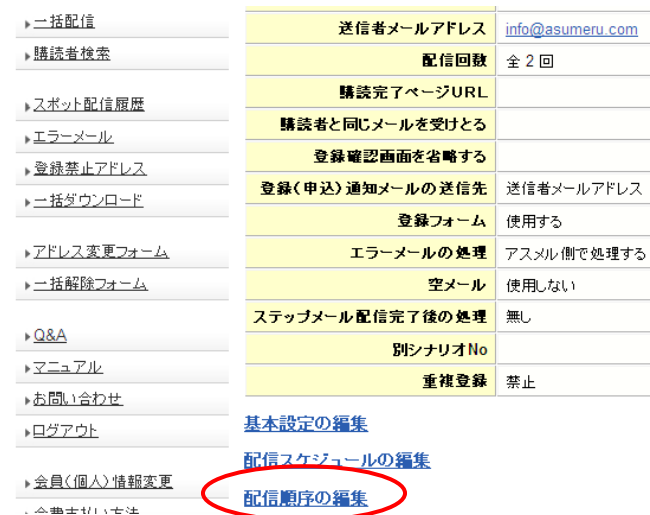 一括配信
購読者検索
スポット配信履歴
エラーメール
登録禁止アドレス
一括ダウンロード
アドレス変更フォーム
一括解除フォーム
Q&A
マニュアル
お問い合わせ
ログアウト
会員(個人)情報変更
会費支払い方法
送信者メールアドレス info@asumeru.com
配信回数 全 2 回
購読完了ページURL
購読者と同じメールを受けとる
登録確認画面を省略する
登録(申込)通知メールの送信先 送信者メールアドレス
登録フォーム 使用する
エラーメールの処理 アスメル側で処理する
空メール 使用しない
ステップメール配信完了後の処理 無し
別シナリオNo
重複登録 禁止
基本設定の編集
配信スケジュールの編集
配信順序の編集